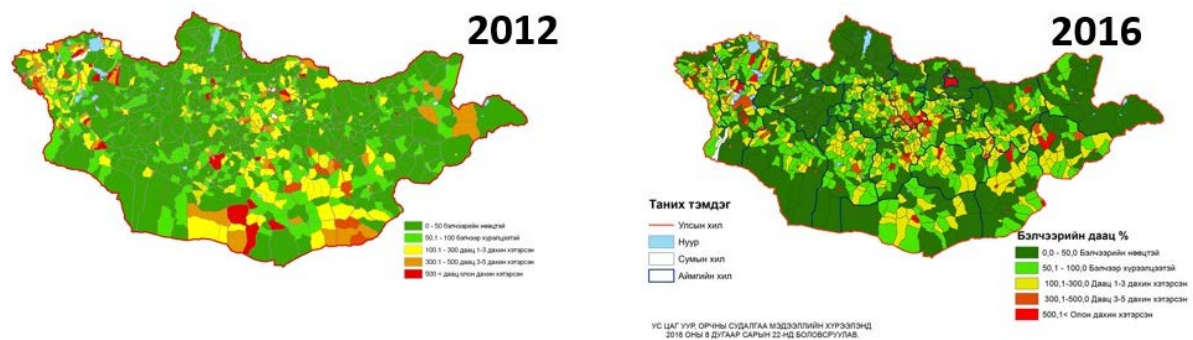 2012
0 - 50 бэлчээрийн нөөцтэй
50.1 - 100 бэлчээр хүрэлцээтэй
100.1 - 300 даац 1-3 дахин хэтэрсэн
300.1 - 500 даац 3-5 дахин хэтэрсэн
500 < даац олон дахин хэтэрсэн
2016
Таних тэмдэг
Улсын хил
Нуур
Сумын хил
Аймгийн хил
Бэлчээрийн даац %
0,0 - 50,0 Бэлчээрийн нөөцтэй
50,1 - 100,0 Бэлчээр хүрэлцээтэй
100,1-300,0 Даац 1-3 дахин хэтэрсэн
300,1-500,0 Даац 3-5 дахин хэтэрсэн
500,1< Олон дахин хэтэрсэн
УС ЦАГ УУР, ОРЧНЫ СУДАЛГАА МЭДЭЭЛЛИЙН ХҮРЭЭЛЭНД
2016 ОНЫ 8 ДУГААР САРЫН 22-НД БОЛОВСРУУЛАВ.